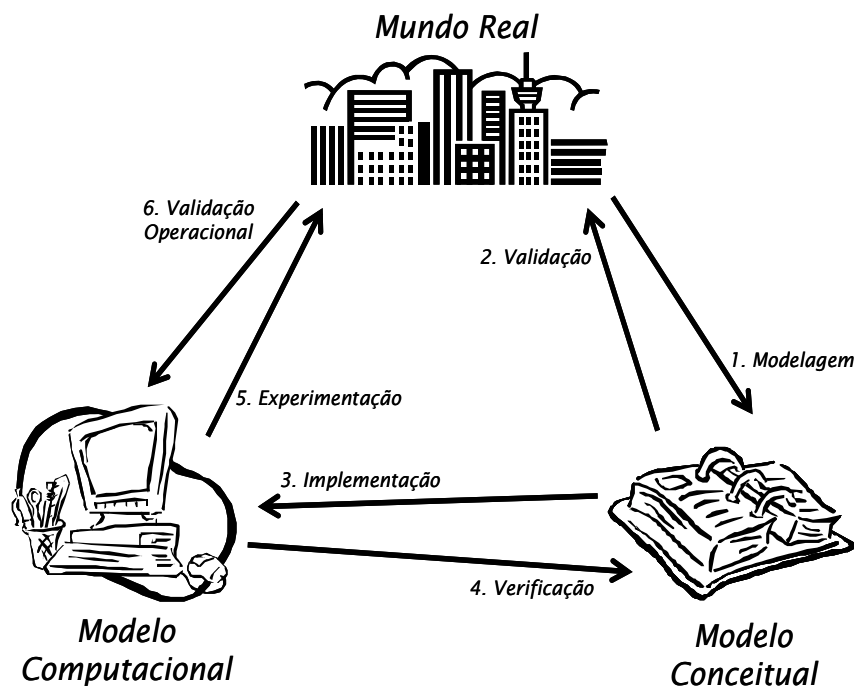 Mundo Real
6. Validação
Operacional
2. Validação
1. Modelagem
5. Experimentação
3. Implementação
4. Verificação
Modelo
Computacional
Modelo
Conceitual